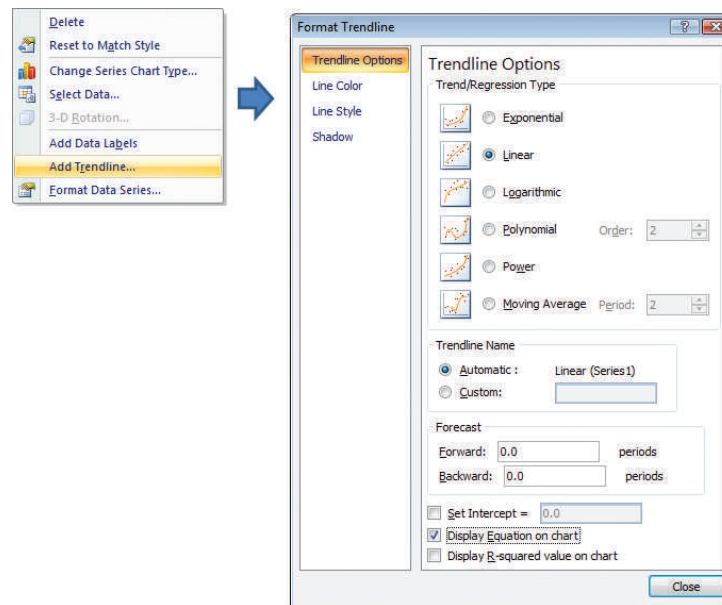 Delete
Reset to Match Style
Change Series Chart Type...
Select Data...
3-D Rotation...
Add Data Labels
Add Trendline...
Format Data Series...
Format Trendline
Trendline Options
Line Color
Line Style
Shadow
Trendline Options
Trend/Regression Type
Exponential
Linear
Logarithmic
Polynomial Order: 2
Power
Moving Average Period: 2
Trendline Name
Automatic : Linear (Series1)
Custom:
Forecast
Forward: 0.0 periods
Backward: 0.0 periods
Set Intercept = 0.0
Display Equation on chart
Display R-squared value on chart
Close